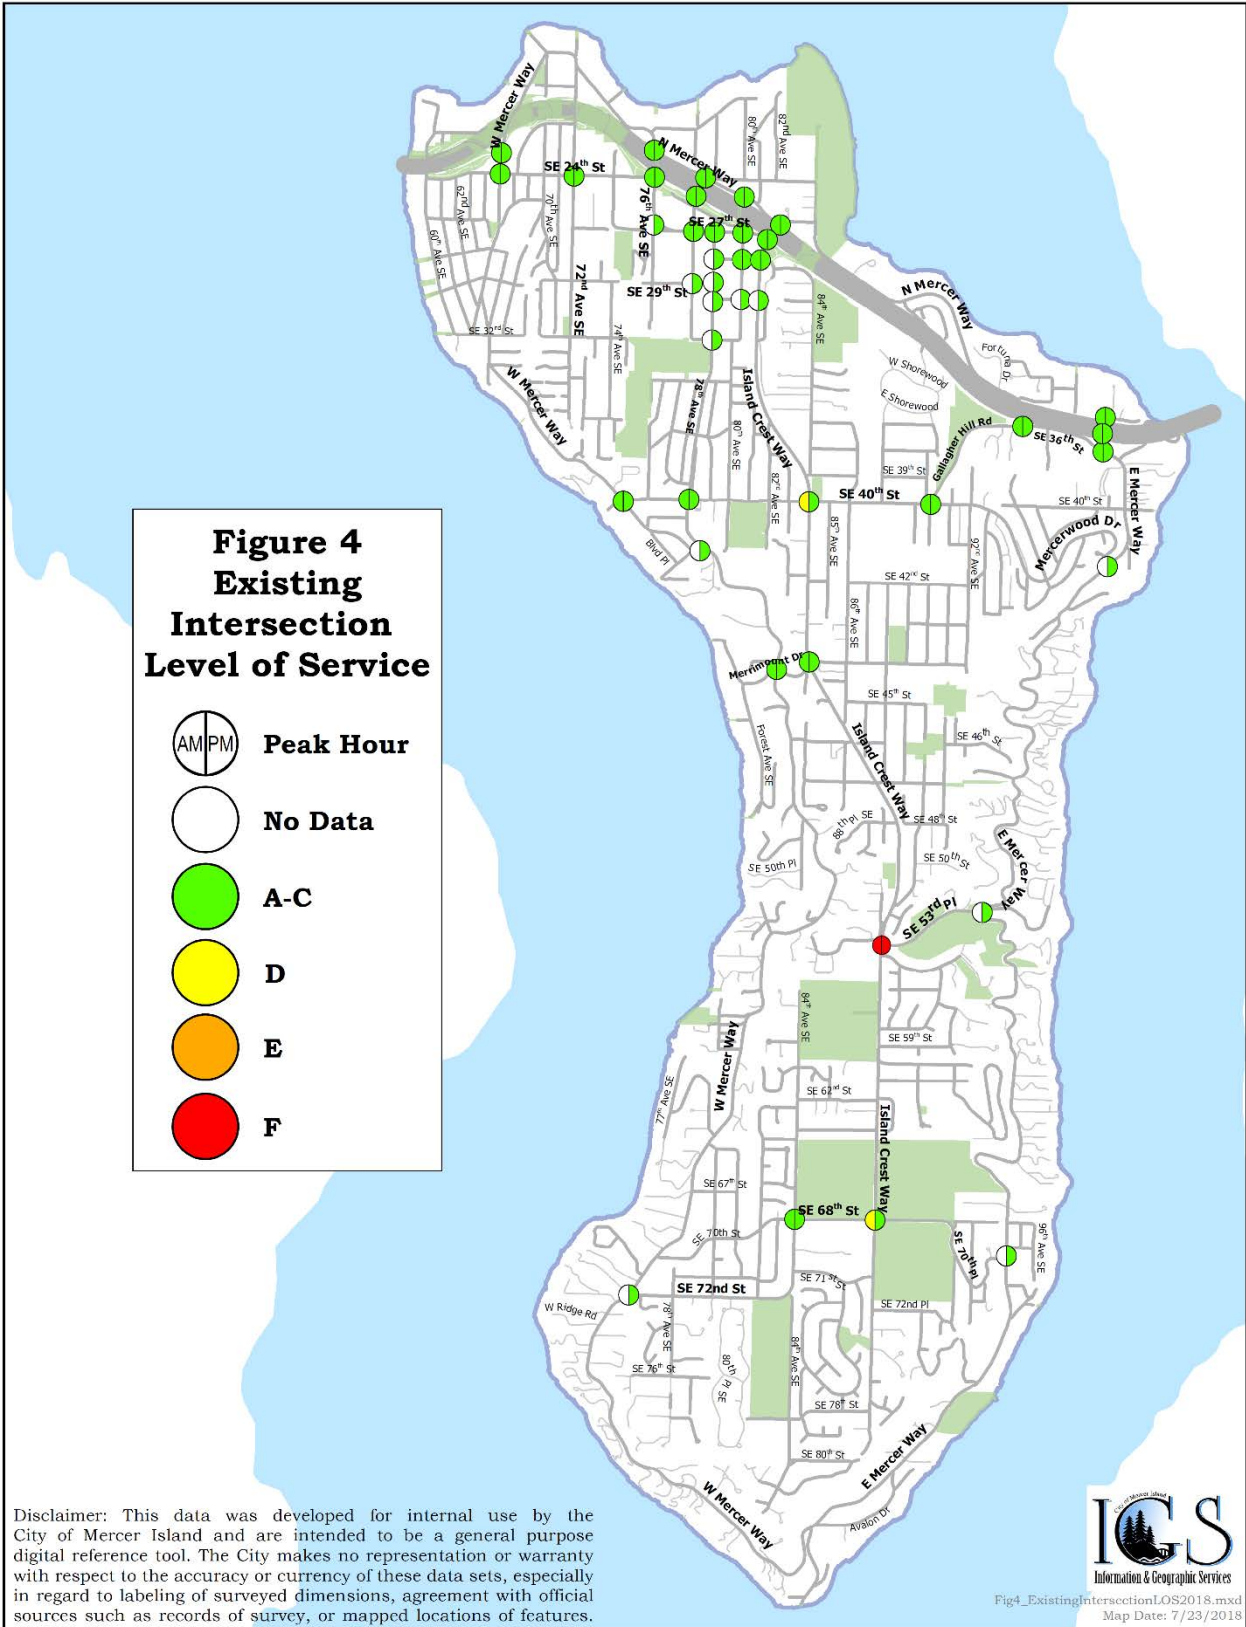 W Mercer Way
80th Ave SE
82nd Ave SE
N Mercer Way
SE 24th St
62nd Ave SE
70th Ave SE
76th Ave SE
SE 27th St
60th Ave SE
72nd Ave SE
SE 29th St
N Mercer Way
84th Ave SE
SE 32rd St
74th Ave SE
Fortuna Dr
W Shorewood
E Shorewood
W Mercer Way
78th Ave SE
Island Crest Way
80th Ave SE
Gallagher Hill Rd
SE 36th St
SE 39th St
82nd Ave SE
SE 40th St
SE 40th St
E Mercer Way
Mercerwood Dr
85th Ave SE
92nd Ave SE
Blvd Pl
SE 42nd St
86th Ave SE
Merrimount Dr
SE 45th St
Forest Ave SE
Island Crest Way
SE 46th St
88th Pl SE
SE 48th St
SE 50th Pl
SE 50th St
E Mercer Way
SE 53rd Pl
84th Ave SE
W Mercer Way
SE 59th St
77th Ave SE
SE 62nd St
Island Crest Way
SE 67th St
SE 68th St
SE 70th St
SE 70th Pl
96th Ave SE
SE 71st St
SE 72nd St
W Ridge Rd
78th Ave SE
SE 72nd Pl
84th Ave SE
SE 76th St
80th Pl SE
SE 78th St
SE 80th St
E Mercer Way
W Mercer Way
Avalon Dr
Figure 4
Existing
Intersection
Level of Service
AM PM Peak Hour
No Data
A-C
D
E
F
Disclaimer: This data was developed for internal use by the
City of Mercer Island and are intended to be a general purpose
digital reference tool. The City makes no representation or warranty
with respect to the accuracy or currency of these data sets, especially
in regard to labeling of surveyed dimensions, agreement with official
sources such as records of survey, or mapped locations of features.
City of Mercer Island
IGS
Information & Geographic Services
Fig4_ExistingIntersectionLOS2018.mxd
Map Date: 7/23/2018